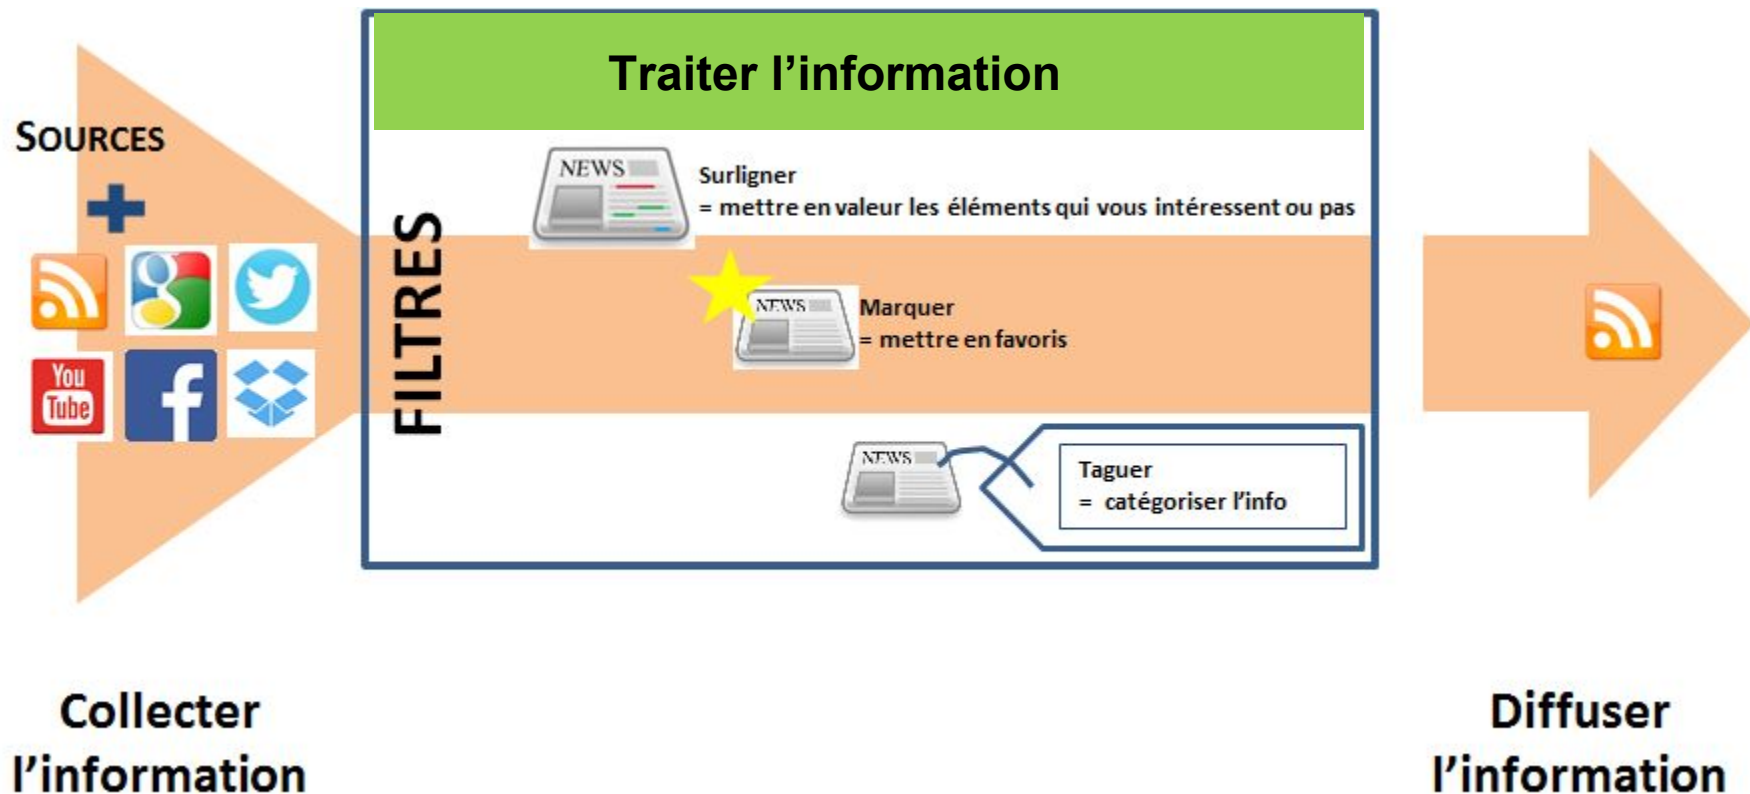 Traiter l’information
SOURCES
You
Tube
FILTRES
NEWS
Surligner
= mettre en valeur les éléments qui vous intéressent ou pas
NEWS
Marquer
= mettre en favoris
NEWS
Taguer
= catégoriser l’info
Collecter
l’information
Diffuser
l’information